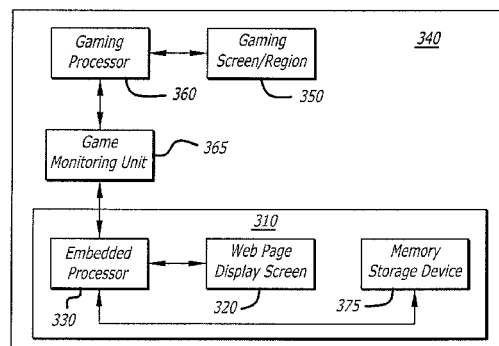 Gaming
Processor
360
Gaming
Screen/Region
350
340
Game
Monitoring Unit
365
310
Embedded
Processor
330
Web Page
Display Screen
320
Memory
Storage Device
375